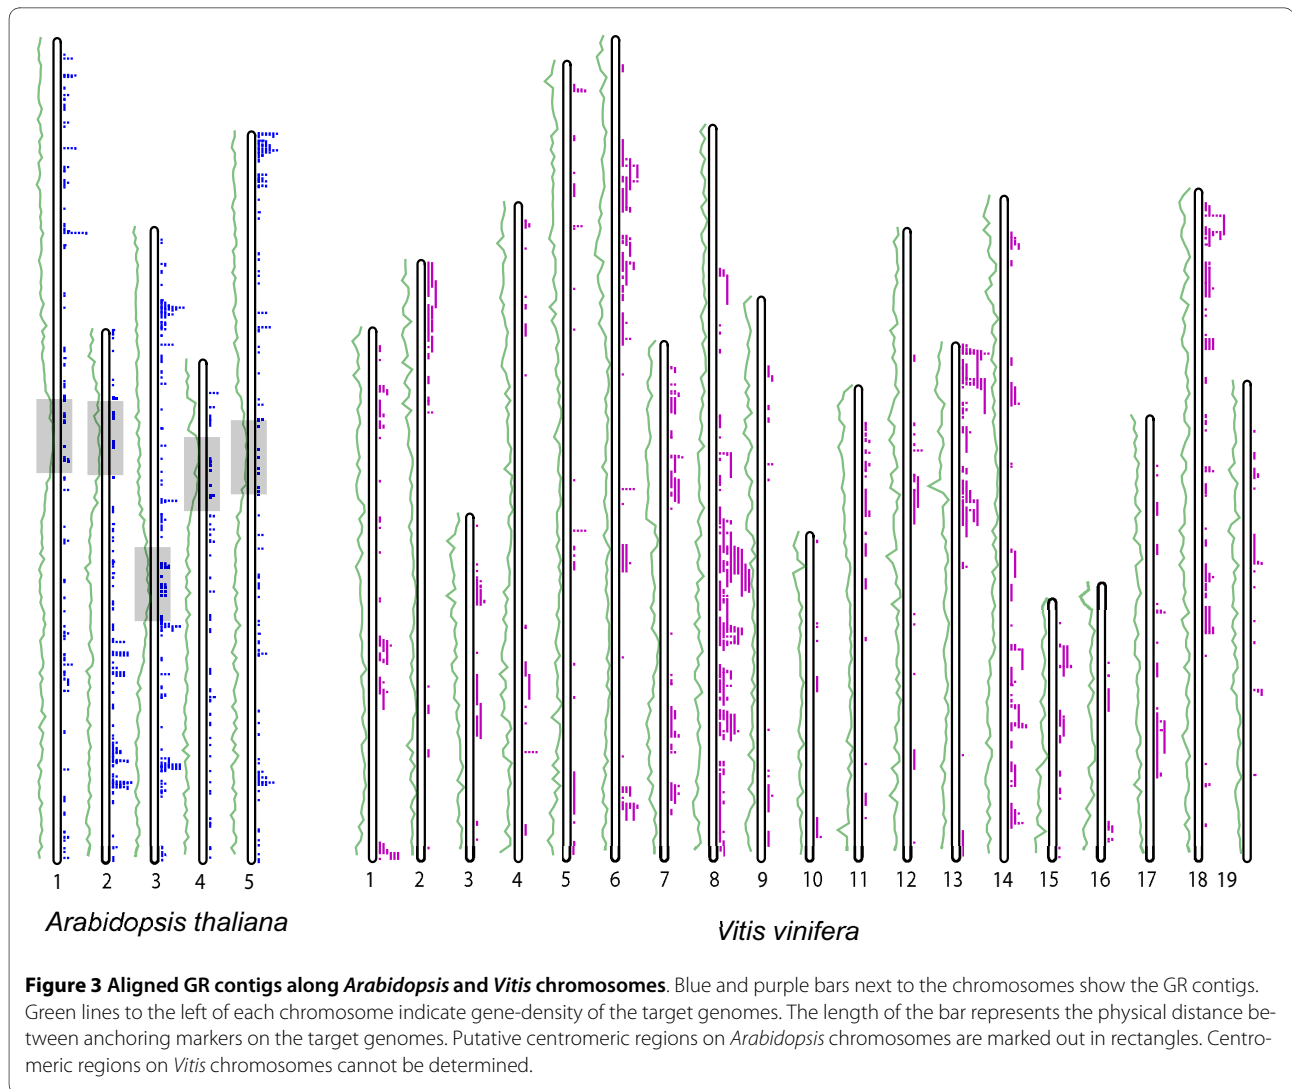 1 2 3 4 5 1 2 3 4 5 6 7 8 9 10 11 12 13 14 15 16 17 18 19
Arabidopsis thaliana Vitis vinifera
Figure 3 Aligned GR contigs along Arabidopsis and Vitis chromosomes. Blue and purple bars next to the chromosomes show the GR contigs.
Green lines to the left of each chromosome indicate gene-density of the target genomes. The length of the bar represents the physical distance be-
tween anchoring markers on the target genomes. Putative centromeric regions on Arabidopsis chromosomes are marked out in rectangles. Centro-
meric regions on Vitis chromosomes cannot be determined.